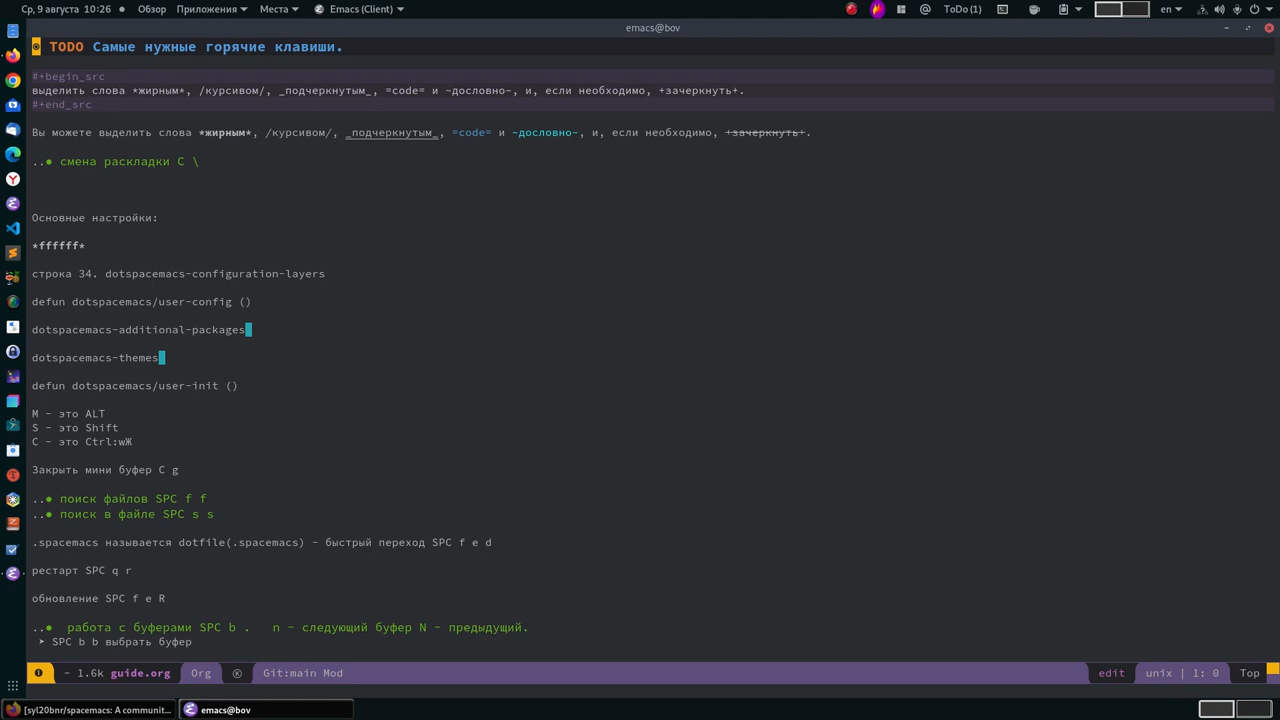 Ср, 9 августа 10:26
Обзор
Приложения
Места
Emacs (Client)
ToDo (1)
en
emacs@bov
TODO Самые нужные горячие клавиши.
#+begin_src
выделить слова *жирным*, /курсивом/, _подчеркнутым_, =code= и ~дословно~, и, если необходимо, +зачеркнуть+.
#+end_src
Вы можете выделить слова *жирным*, /курсивом/, _подчеркнутым_, =code= и ~дословно~, и, если необходимо, +зачеркнуть+.
..● смена раскладки C \
Основные настройки:
*ffffff*
строка 34. dotspacemacs-configuration-layers
defun dotspacemacs/user-config ()
dotspacemacs-additional-packages
dotspacemacs-themes
defun dotspacemacs/user-init ()
M - это ALT
S - это Shift
C - это Ctrl:wЖ
Закрыть мини буфер C g
..● поиск файлов SPC f f
..● поиск в файле SPC s s
.spacemacs называется dotfile(.spacemacs) - быстрый переход SPC f e d
рестарт SPC q r
обновление SPC f e R
..●  работа с буферами SPC b .   n - следующий буфер N - предыдущий.
➤ SPC b b выбрать буфер
- 1.6k guide.org Org Git:main Mod edit unix | 1: 0 Top
[syl20bnr/spacemacs: A communit...
emacs@bov